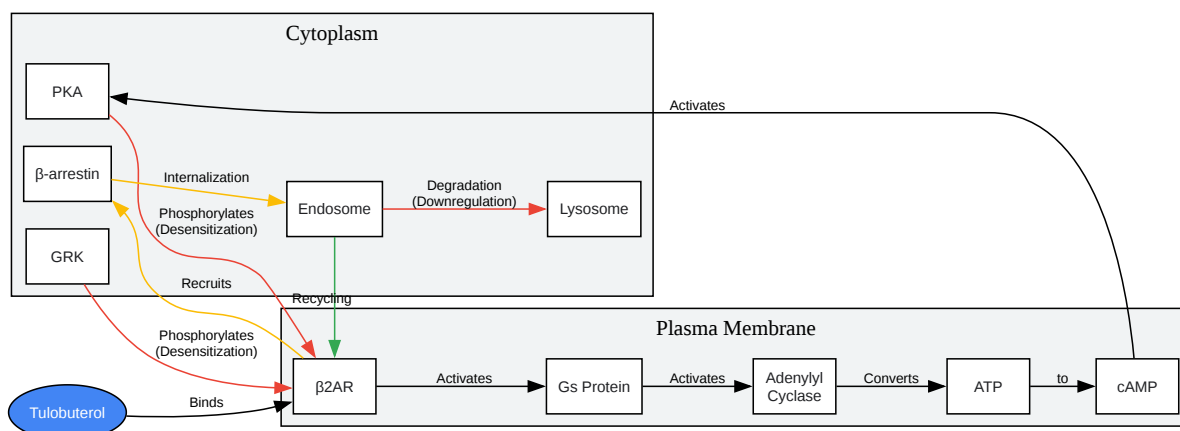 Cytoplasm
PKA
Activates
β-arrestin
Internalization
Endosome
Degradation
(Downregulation)
Lysosome
Phosphorylates
(Desensitization)
GRK
Recruits
Recycling
Plasma Membrane
Phosphorylates
(Desensitization)
β2AR
Activates
Gs Protein
Activates
Adenylyl
Cyclase
Converts
ATP
to
cAMP
Tulobuterol
Binds